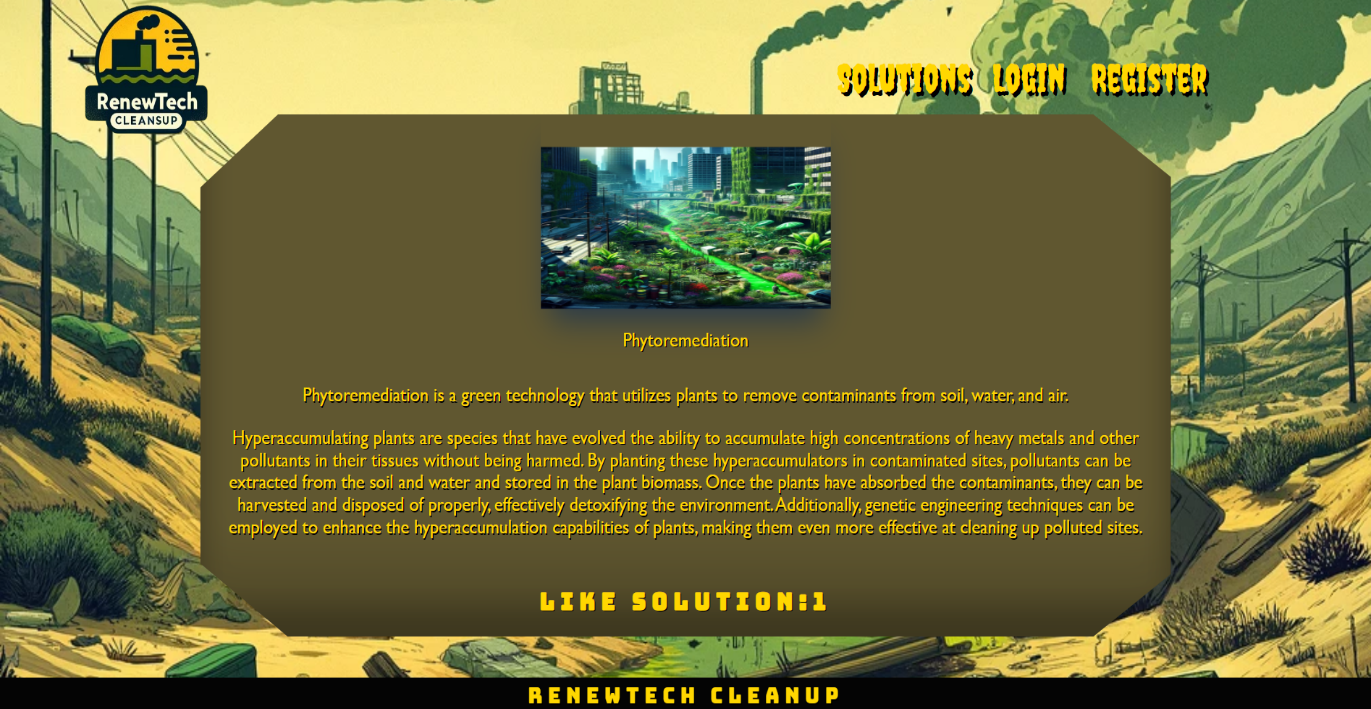 RenewTech
CLEANSUP
SOLUTIONS LOGIN REGISTER
Phytoremediation
Phytoremediation is a green technology that utilizes plants to remove contaminants from soil, water, and air.
Hyperaccumulating plants are species that have evolved the ability to accumulate high concentrations of heavy metals and other
pollutants in their tissues without being harmed. By planting these hyperaccumulators in contaminated sites, pollutants can be
extracted from the soil and water and stored in the plant biomass. Once the plants have absorbed the contaminants, they can be
harvested and disposed of properly, effectively detoxifying the environment. Additionally, genetic engineering techniques can be
employed to enhance the hyperaccumulation capabilities of plants, making them even more effective at cleaning up polluted sites.
LIKE SOLUTION:1
RENEWTECH CLEANUP